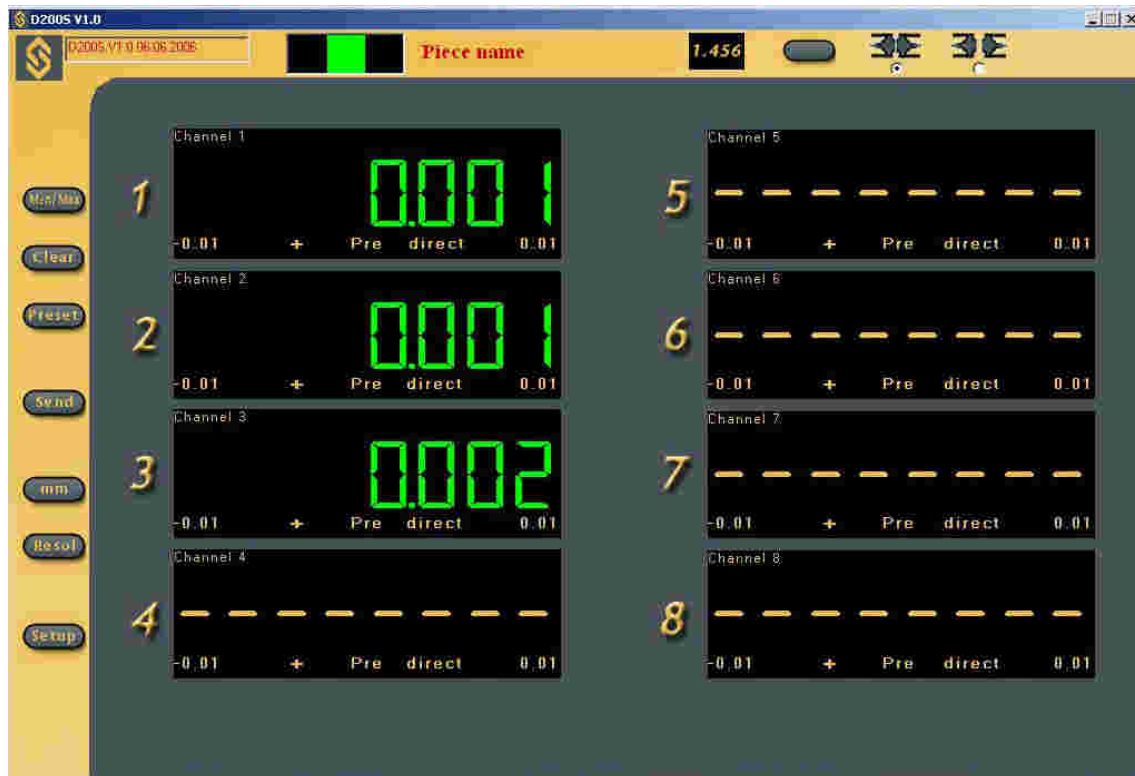 D200S V1.0
D200S V1.0 06.06.2006
Piece name
1.456
Min/Max
Clear
Preset
Send
mm
Resol
Setup
1
Channel 1
0.001
-0.01 + Pre direct 0.01
2
Channel 2
0.001
-0.01 + Pre direct 0.01
3
Channel 3
0.002
-0.01 + Pre direct 0.01
4
Channel 4
- - - - - - - -
-0.01 + Pre direct 0.01
5
Channel 5
- - - - - - - -
-0.01 + Pre direct 0.01
6
Channel 6
- - - - - - - -
-0.01 + Pre direct 0.01
7
Channel 7
- - - - - - - -
-0.01 + Pre direct 0.01
8
Channel 8
- - - - - - - -
-0.01 + Pre direct 0.01